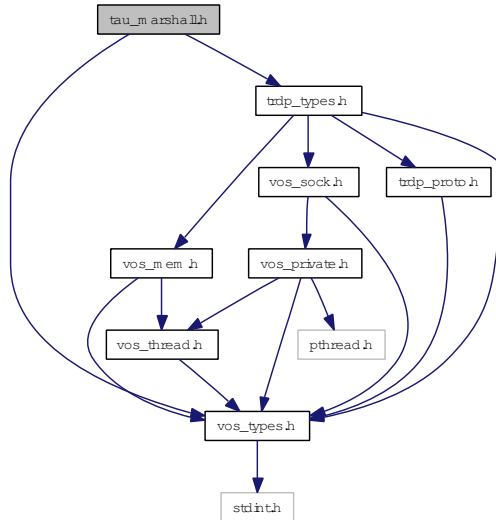 tau_marshall.h
trdp_types.h
vos_sock.h
trdp_proto.h
vos_mem.h
vos_private.h
vos_thread.h
pthread.h
vos_types.h
stdint.h